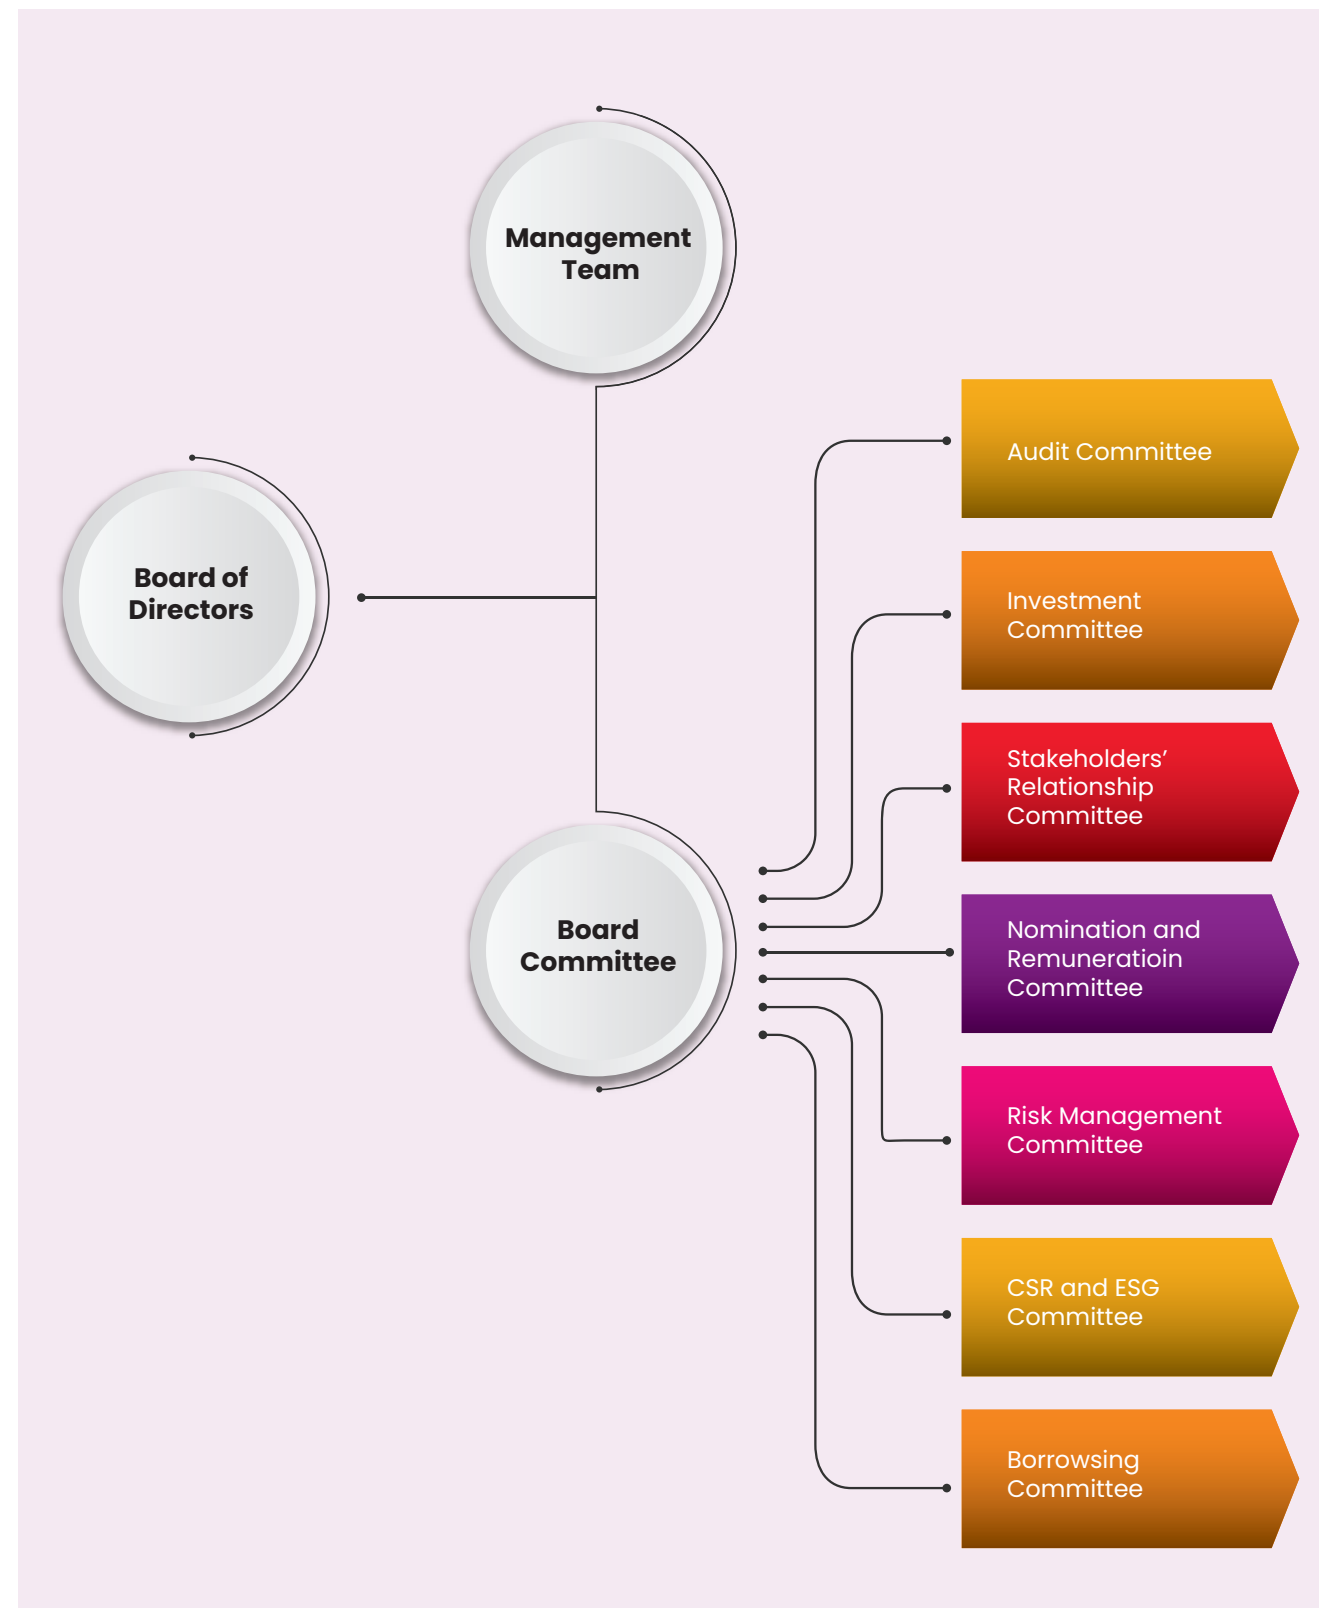 Management
Team
Board of
Directors
Board
Committee
Audit Committee
Investment
Committee
Stakeholders’
Relationship
Committee
Nomination and
Remuneratioin
Committee
Risk Management
Committee
CSR and ESG
Committee
Borrowsing
Committee